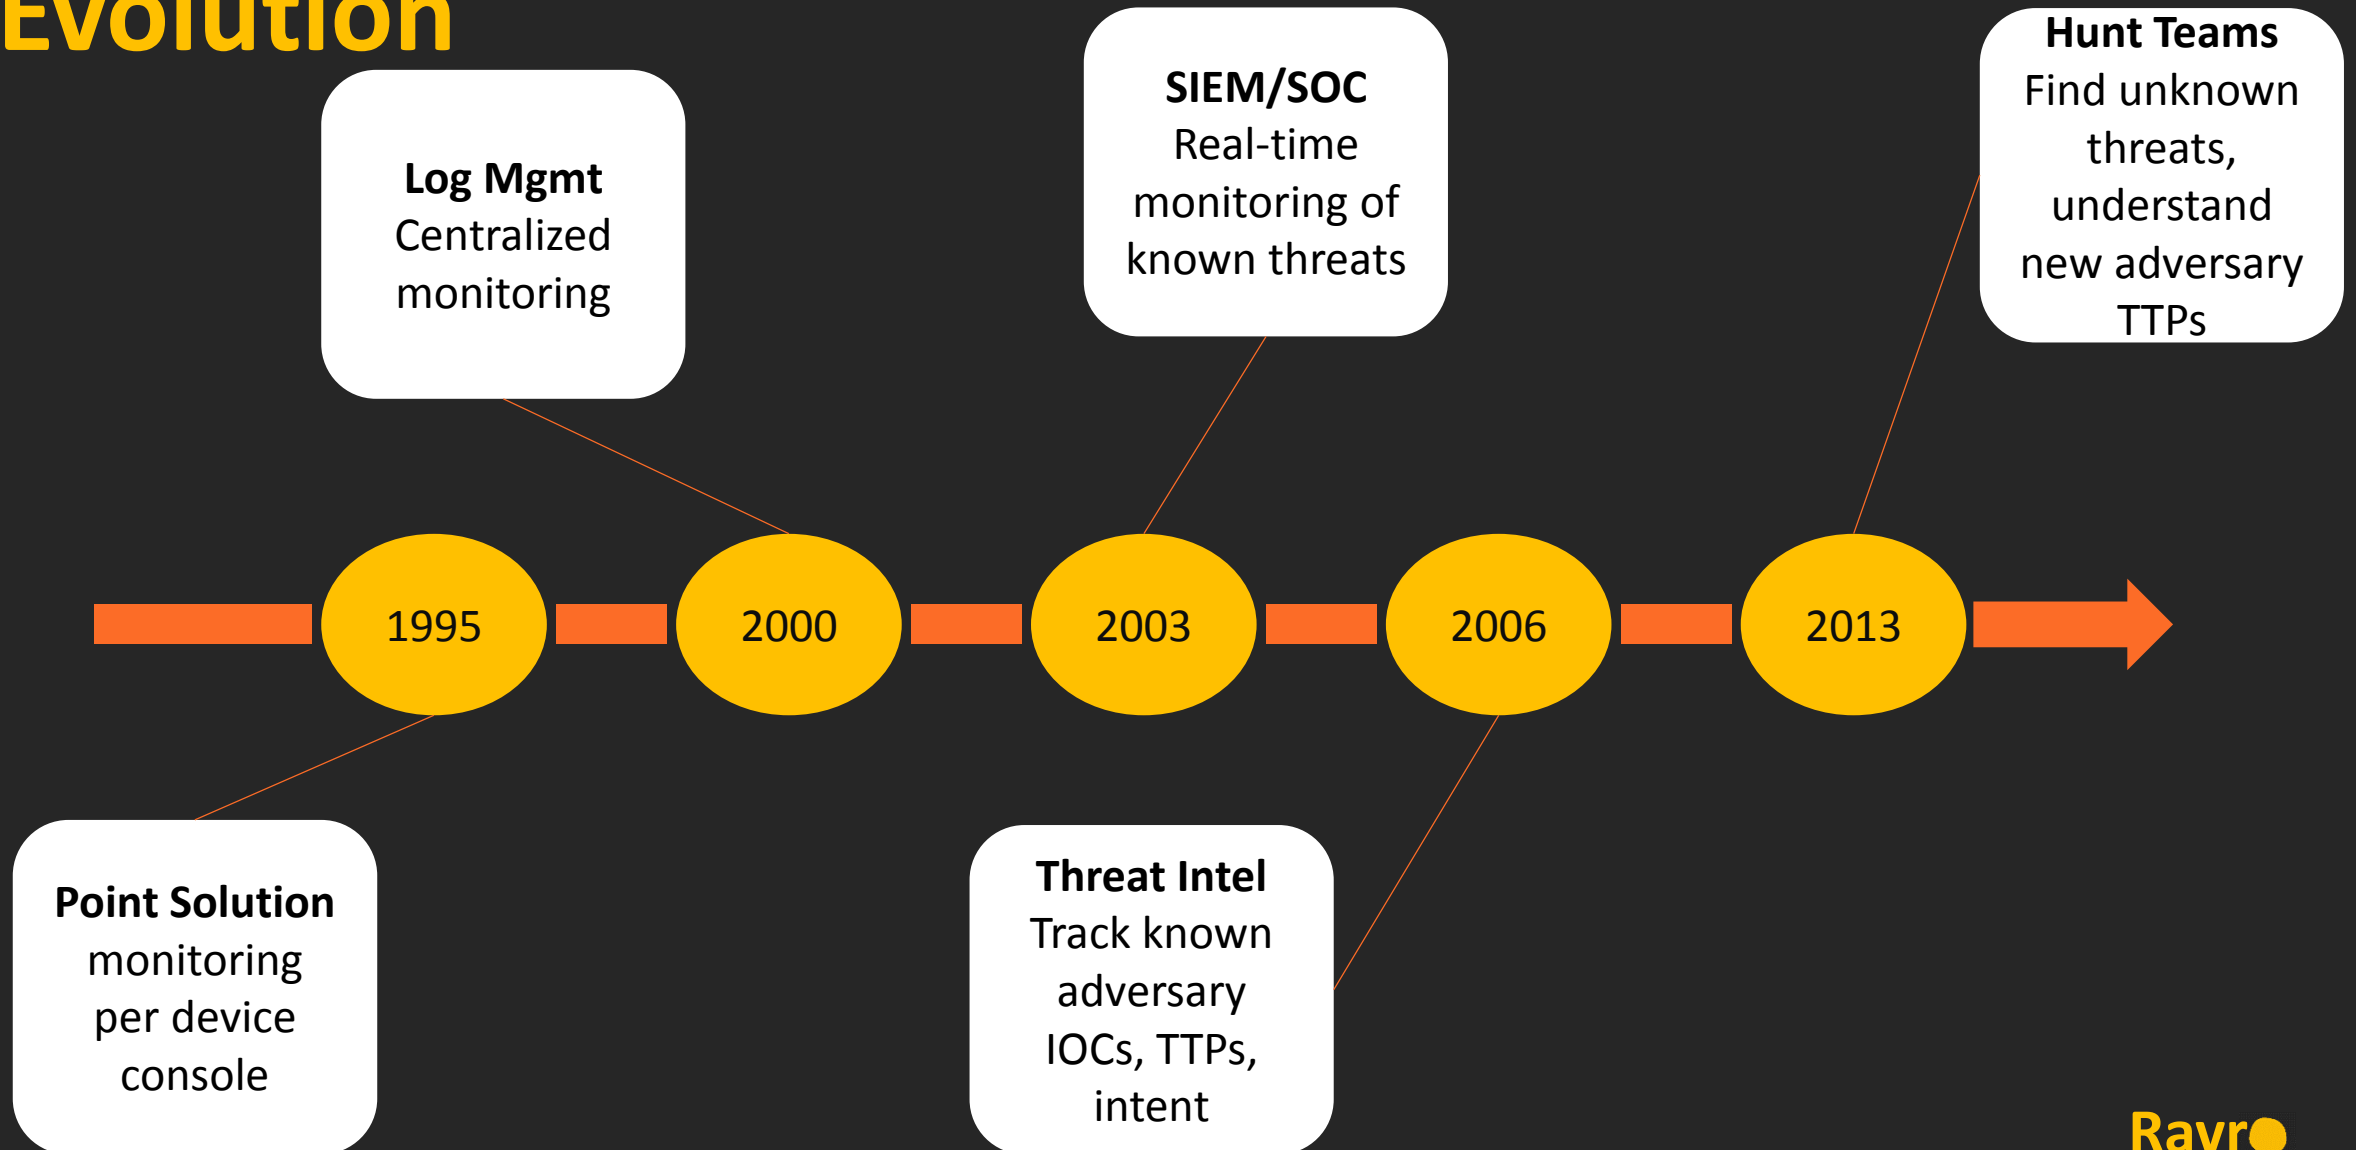 Evolution
Log Mgmt
Centralized
monitoring
SIEM/SOC
Real-time
monitoring of
known threats
Hunt Teams
Find unknown
threats,
understand
new adversary
TTPs
1995
2000
2003
2006
2013
Point Solution
monitoring
per device
console
Threat Intel
Track known
adversary
IOCs, TTPs,
intent
Ravro